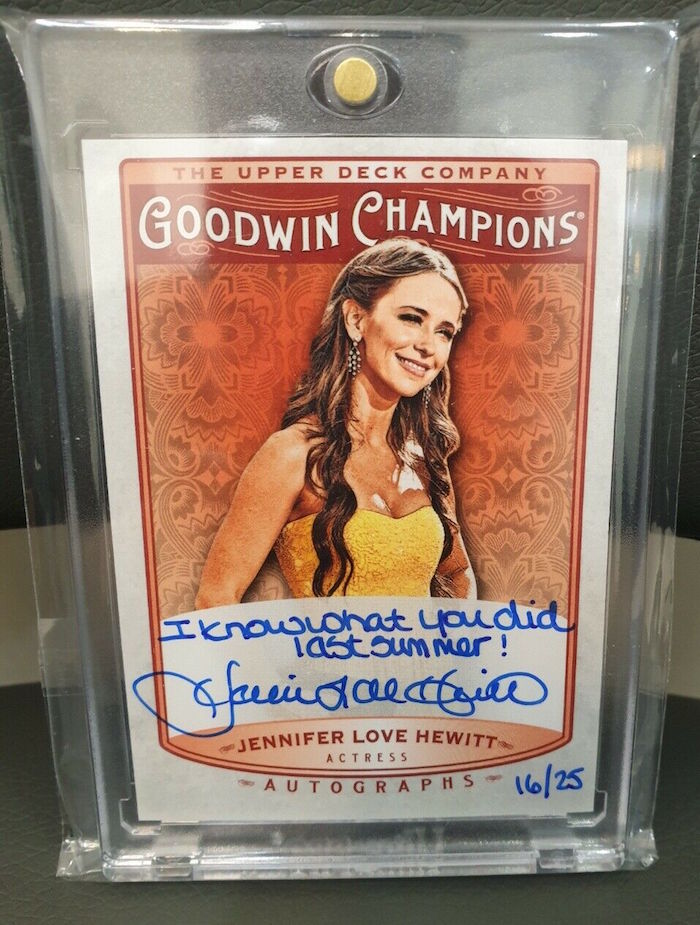 THE UPPER DECK COMPANY
GOODWIN CHAMPIONS®
I know what you did
last summer!
JENNIFER LOVE HEWITT
ACTRESS
AUTOGRAPHS
16/25